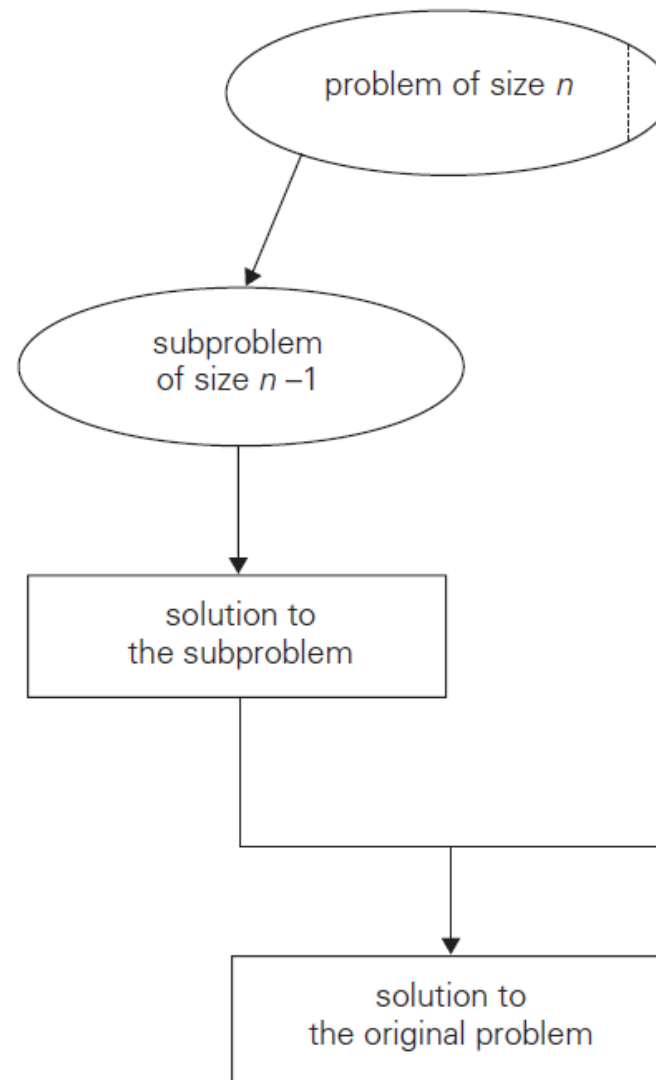 problem of size n
subproblem
of size n –1
solution to
the subproblem
solution to
the original problem